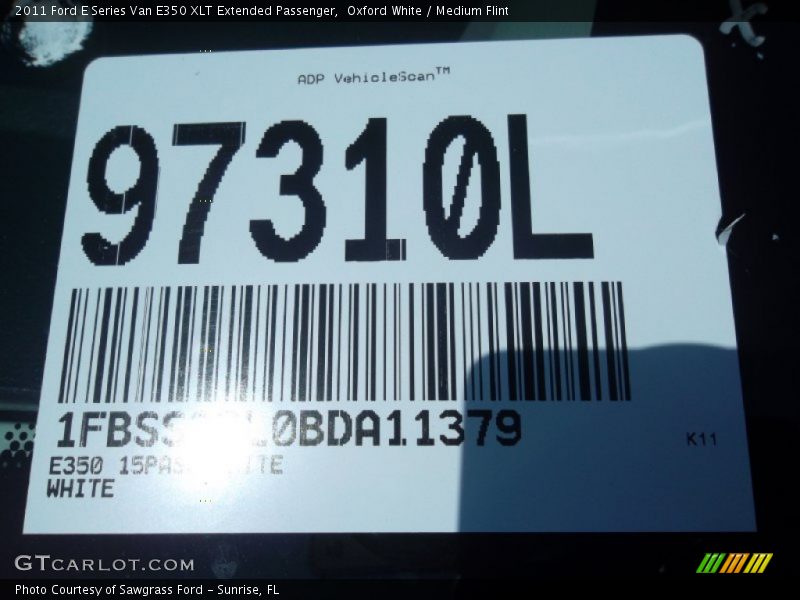 2011 Ford E Series Van E350 XLT Extended Passenger, Oxford White / Medium Flint
ADP VehicleScan™
97310L
K11
E350
WHITE
GTCARLOT.COM
Photo Courtesy of Sawgrass Ford - Sunrise, FL